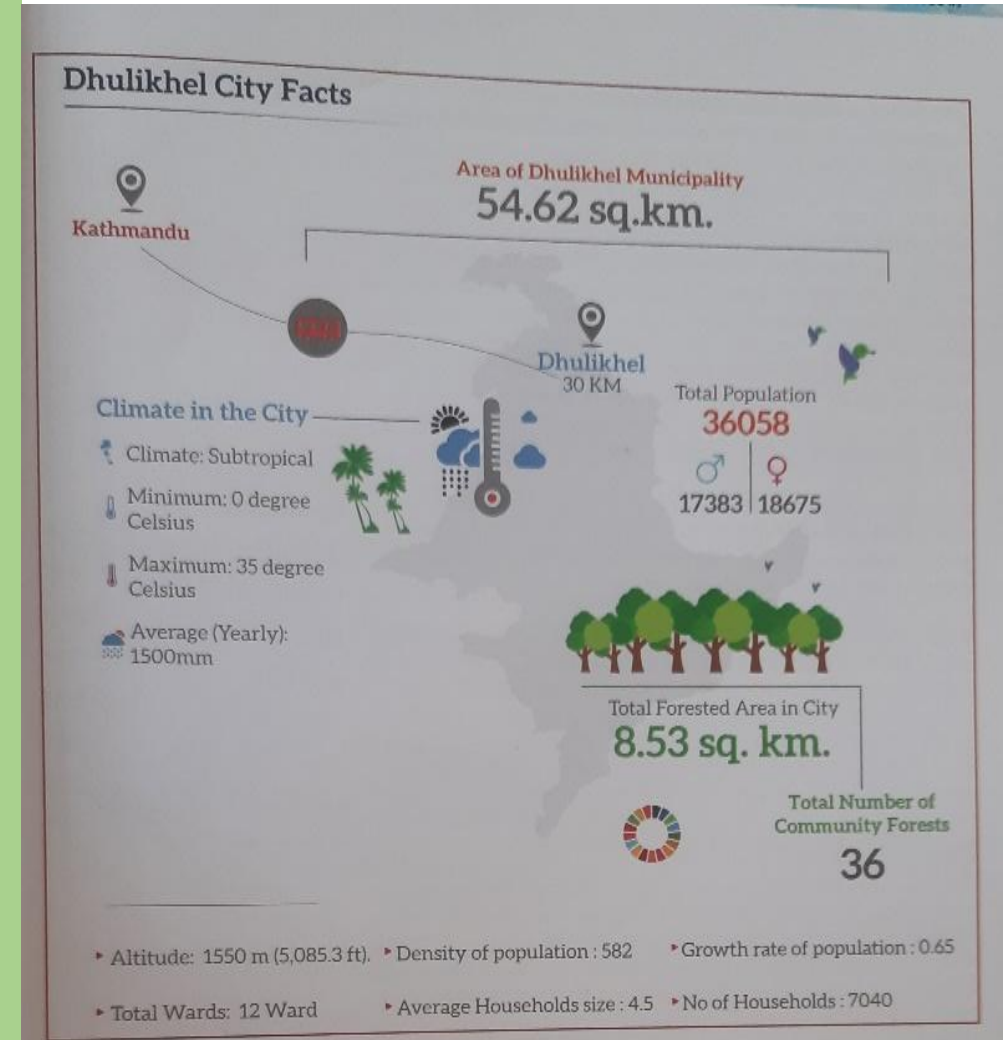 Dhulikhel City Facts
Kathmandu
Area of Dhulikhel Municipality
54.62 sq.km.
Dhulikhel
30 KM
Climate in the City
Climate: Subtropical
Minimum: 0 degree
Celsius
Maximum: 35 degree
Celsius
Average (Yearly):
1500mm
Total Population
36058
17383 | 18675
Total Forested Area in City
8.53 sq. km.
Total Number of
Community Forests
36
Altitude: 1550 m (5,085.3 ft).
Density of population : 582
Growth rate of population : 0.65
Total Wards: 12 Ward
Average Households size : 4.5
No of Households : 7040